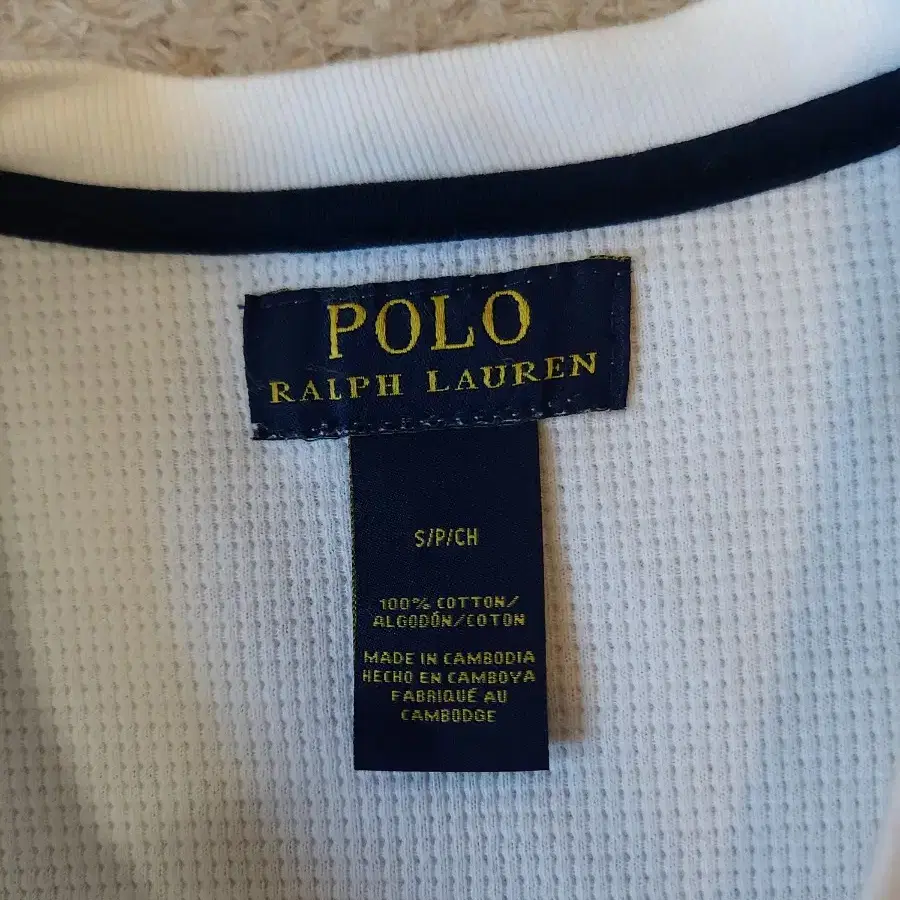 POLO
RALPH LAUREN
S/P/CH
100% COTTON/
ALGODÓN/COTON
MADE IN CAMBODIA
HECHO EN CAMBOYA
FABRIQUÉ AU
CAMBODGE